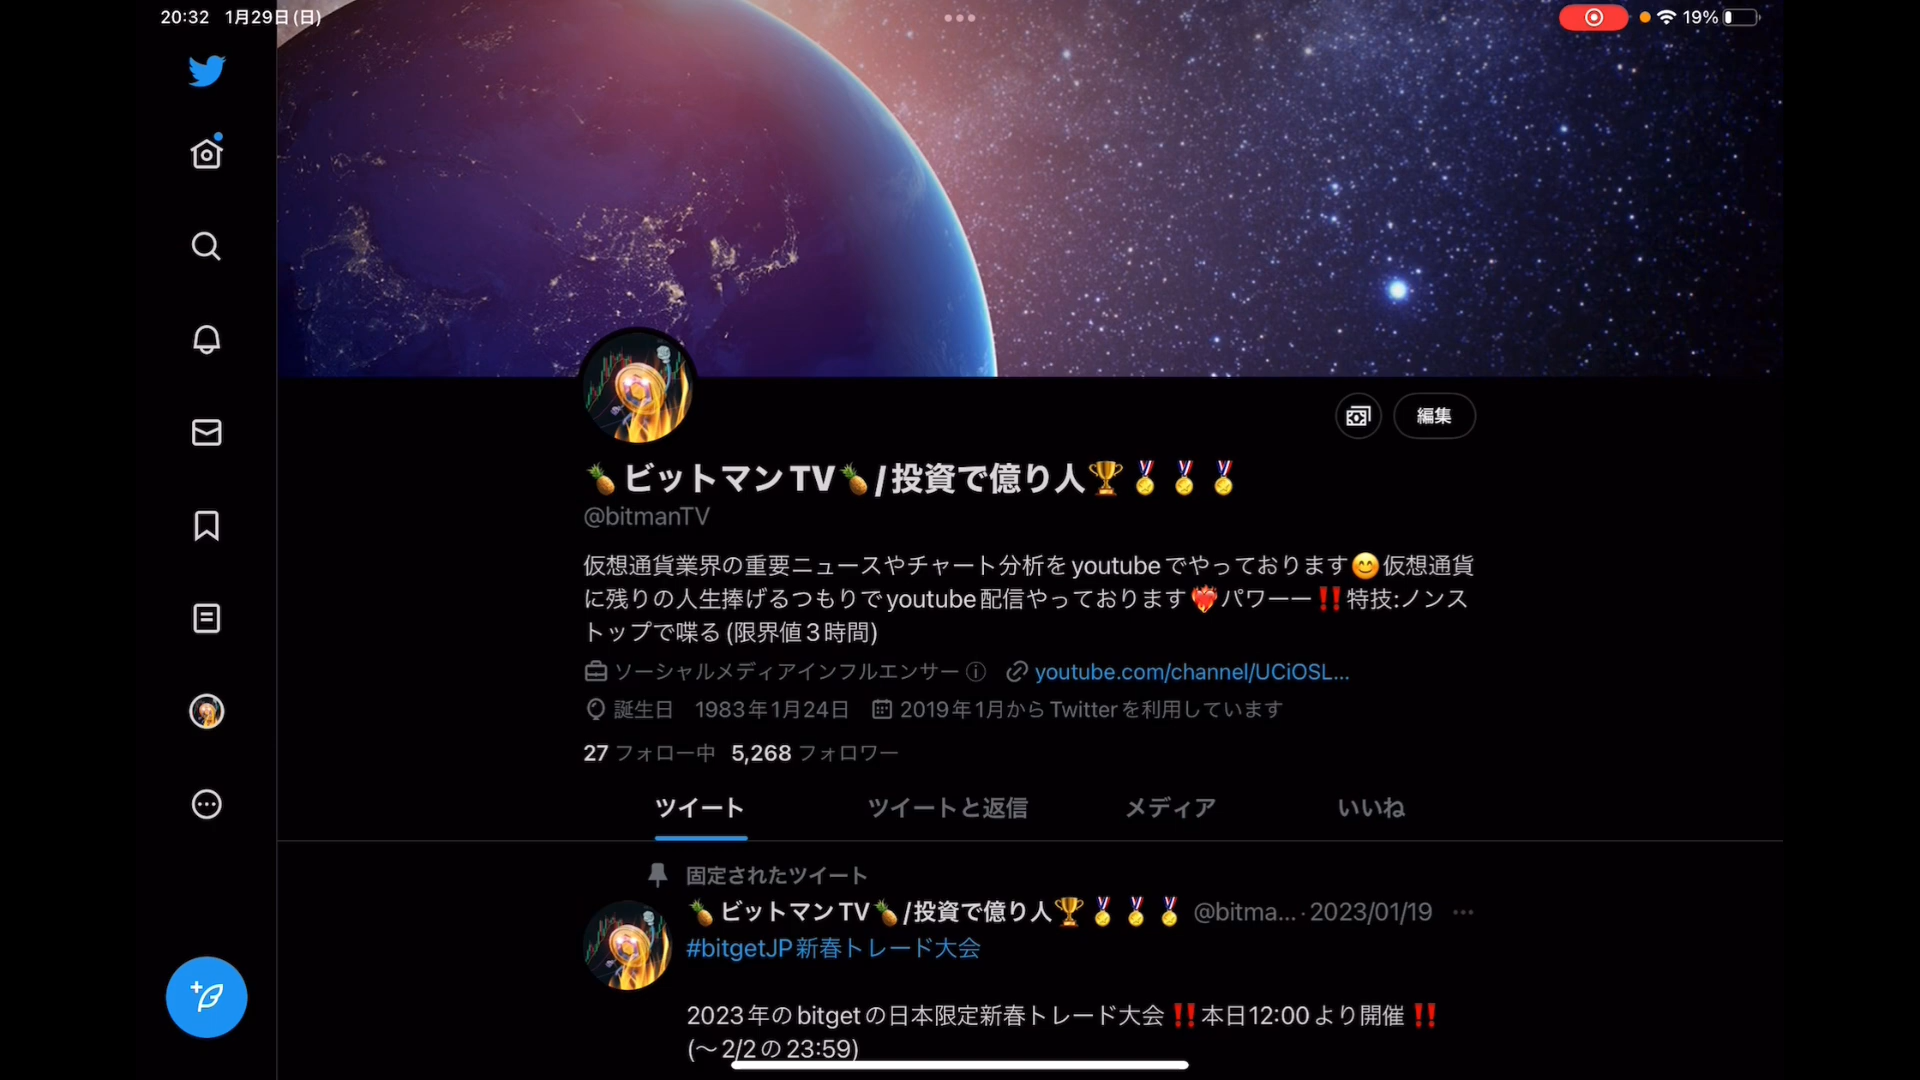 20:32 1月29日(日)
19%
編集
🍍ビットマンTV🍍/投資で億り人🏆🏅🏅🏅
@bitmanTV
仮想通貨業界の重要ニュースやチャート分析をyoutubeでやっております😊仮想通貨
に残りの人生捧げるつもりでyoutube配信やっております❤️‍🔥パワーー‼️特技:ノンス
トップで喋る(限界値３時間)
ソーシャルメディアインフルエンサー youtube.com/channel/UCiOSL...
誕生日 1983年1月24日 2019年1月からTwitterを利用しています
27 フォロー中 5,268 フォロワー
ツイート ツイートと返信 メディア いいね
固定されたツイート
🍍ビットマンTV🍍/投資で億り人🏆🏅🏅🏅 @bitma... · 2023/01/19
#bitgetJP新春トレード大会
2023年のbitgetの日本限定新春トレード大会‼️本日12:00より開催‼️
(〜2/2の23:59)